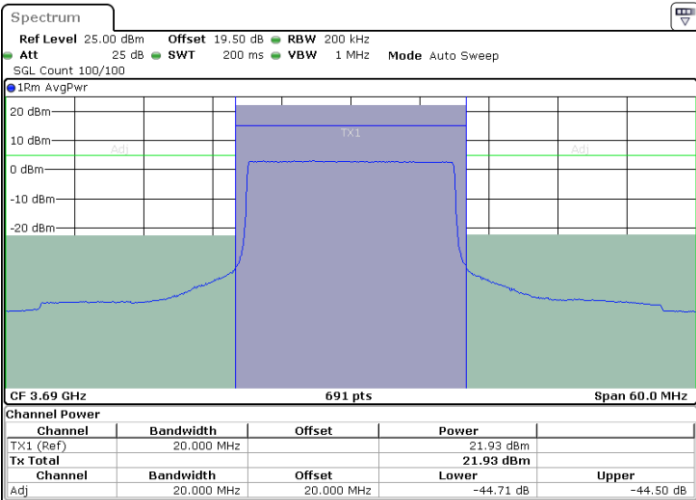 Spectrum
Ref Level 25.00 dBm Offset 19.50 dB RBW 200 kHz
Att 25 dB SWT 200 ms VBW 1 MHz Mode Auto Sweep
SGL Count 100/100
1Rm AvgPwr
20 dBm
TX1
10 dBm
Adj
Adj
0 dBm
-10 dBm
-20 dBm
CF 3.69 GHz 691 pts Span 60.0 MHz
Channel Power
Channel Bandwidth Offset Power
TX1 (Ref) 20.000 MHz 21.93 dBm
Tx Total 21.93 dBm
Channel Bandwidth Offset Lower Upper
Adj 20.000 MHz 20.000 MHz -44.71 dB -44.50 dB